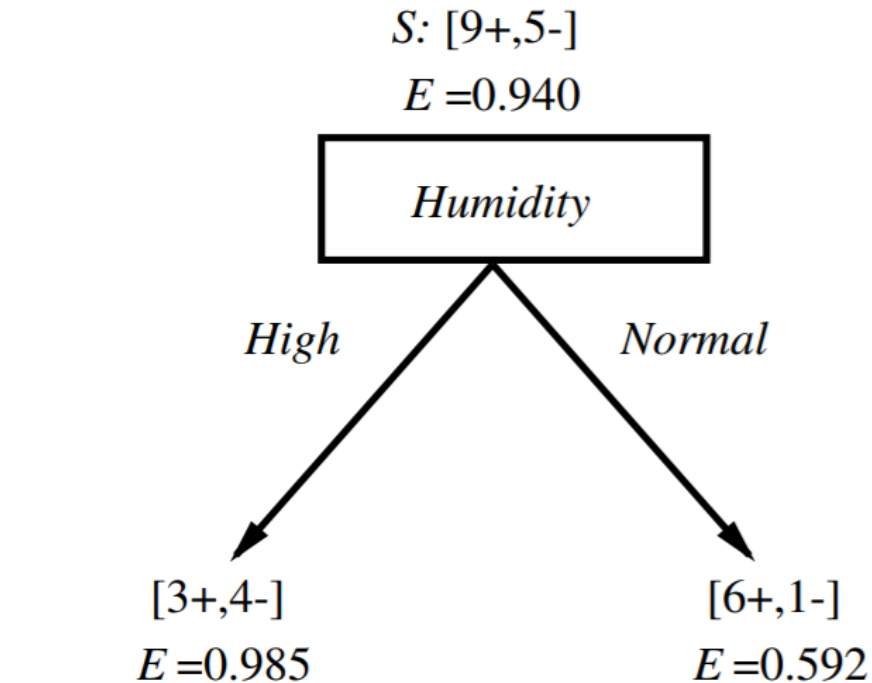 S: [9+,5-]
E =0.940
Humidity
High
Normal
[3+,4-]
E =0.985
[6+,1-]
E =0.592